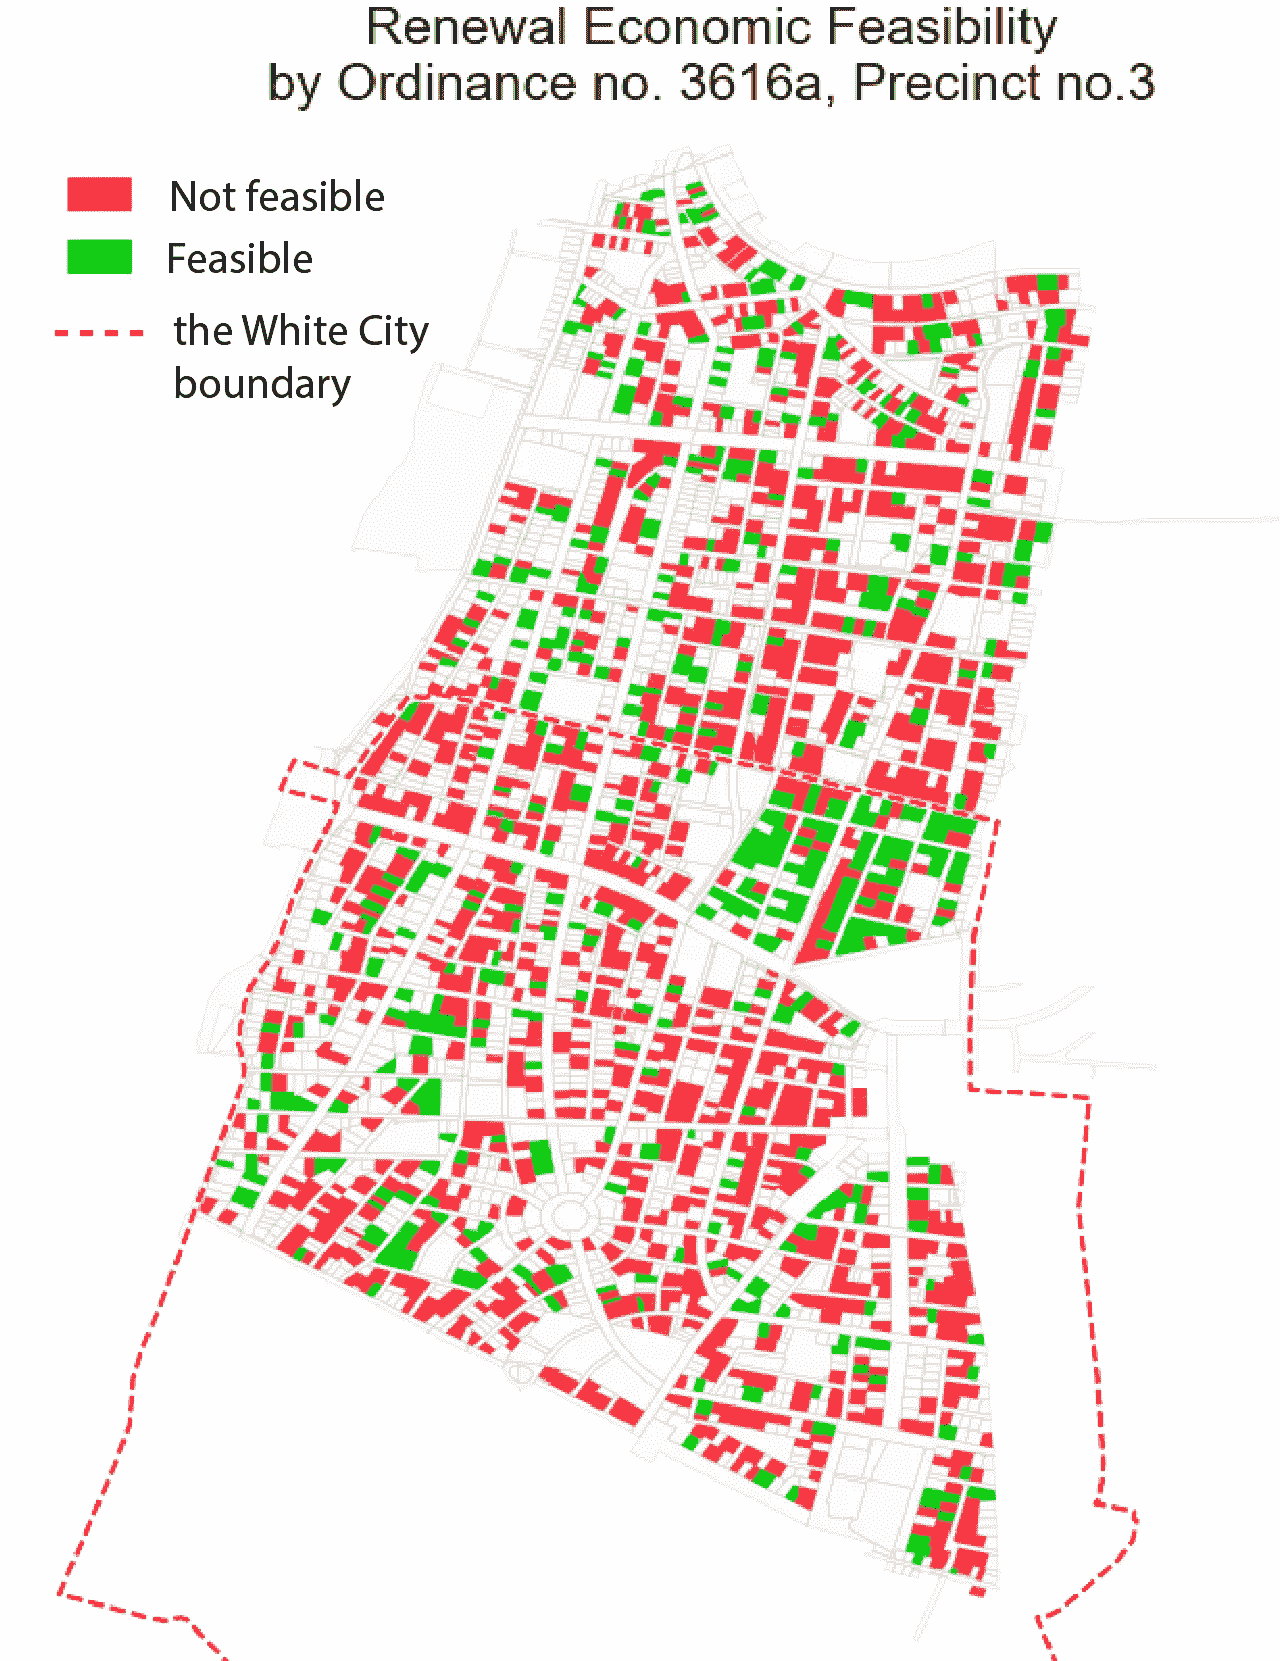 Renewal Economic Feasibility
by Ordinance no. 3616a, Precinct no.3
Not feasible
Feasible
the White City
boundary